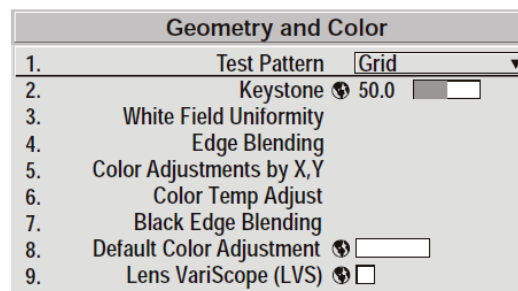 Geometry and Color
1. Test Pattern Grid
2. Keystone 50.0
3. White Field Uniformity
4. Edge Blending
5. Color Adjustments by X,Y
6. Color Temp Adjust
7. Black Edge Blending
8. Default Color Adjustment
9. Lens VariScope (LVS)